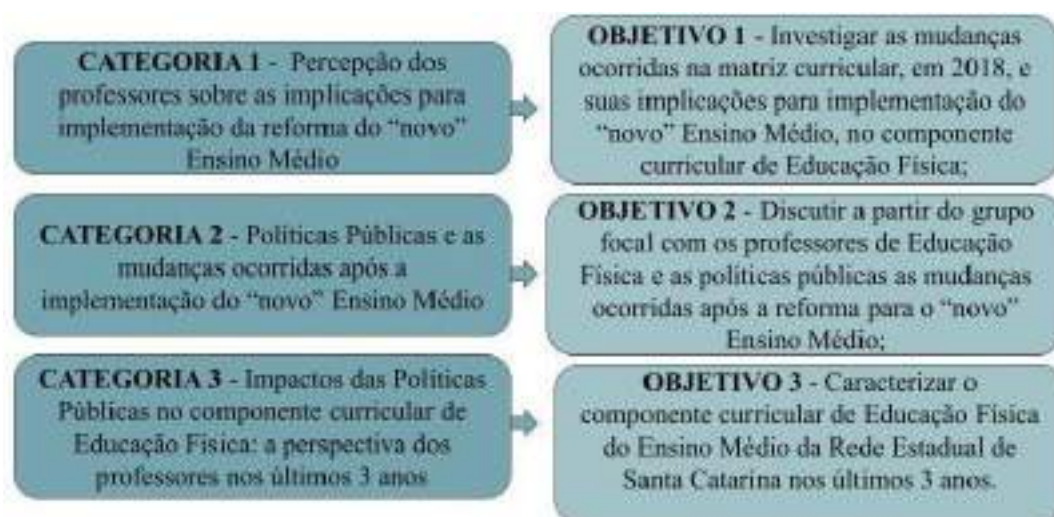 CATEGORIA 1 - Percepção dos
professores sobre as implicações para
implementação da reforma do “novo”
Ensino Médio
OBJETIVO 1 - Investigar as mudanças
ocorridas na matriz curricular, em 2018, e
suas implicações para implementação do
“novo” Ensino Médio, no componente
curricular de Educação Física;
CATEGORIA 2 - Políticas Públicas e as
mudanças ocorridas após a
implementação do “novo” Ensino Médio
OBJETIVO 2 - Discutir a partir do grupo
focal com os professores de Educação
Física e as políticas públicas as mudanças
ocorridas após a reforma para o “novo”
Ensino Médio;
CATEGORIA 3 - Impactos das Políticas
Públicas no componente curricular de
Educação Física: a perspectiva dos
professores nos últimos 3 anos
OBJETIVO 3 - Caracterizar o
componente curricular de Educação Física
do Ensino Médio da Rede Estadual de
Santa Catarina nos últimos 3 anos.